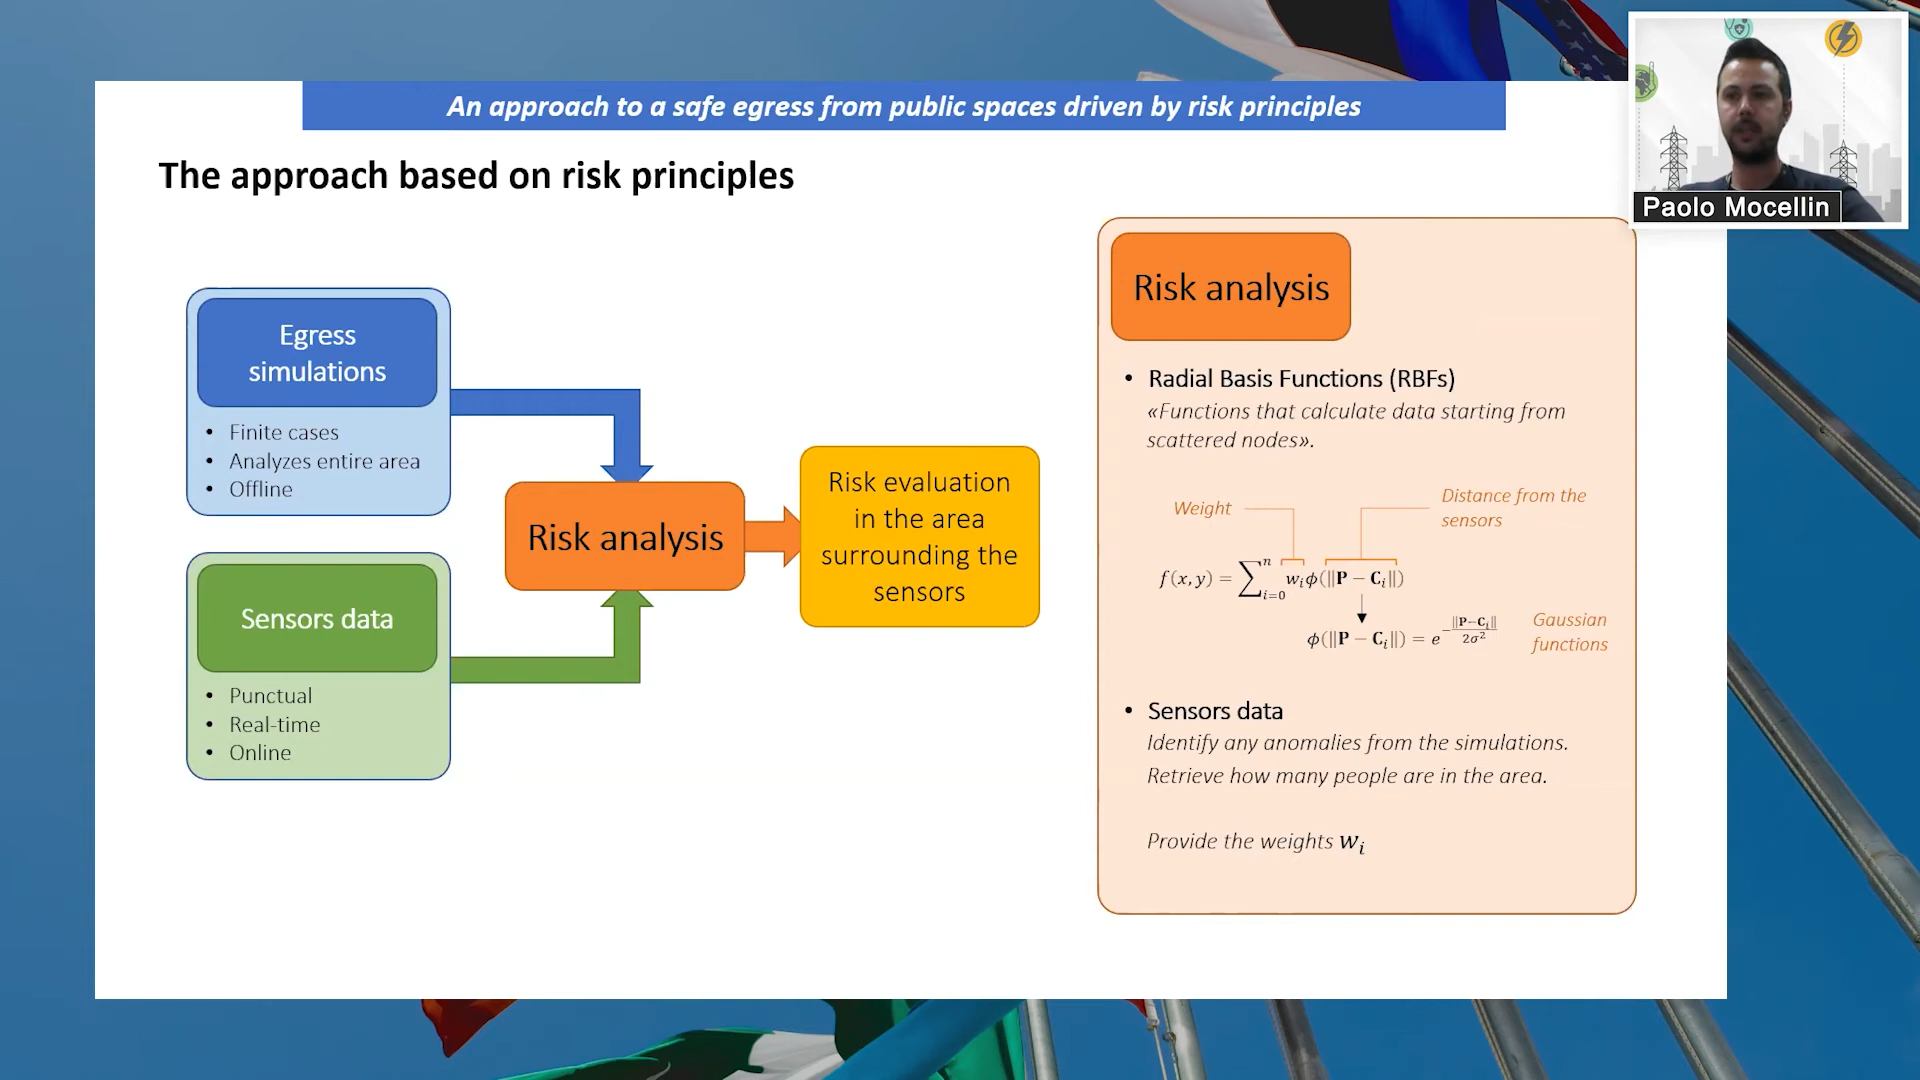 An approach to a safe egress from public spaces driven by risk principles
Paolo Mocellin
The approach based on risk principles
Egress
simulations
• Finite cases
• Analyzes entire area
• Offline
Sensors data
• Punctual
• Real-time
• Online
Risk analysis
Risk evaluation
in the area
surrounding the
sensors
Risk analysis
• Radial Basis Functions (RBFs)
«Functions that calculate data starting from
scattered nodes».
Weight
Distance from the
sensors
f(x, y) = ∑ⁿᵢ₌₀ wᵢϕ(||P − Cᵢ||)
ϕ(||P − Cᵢ||) = e^−(||P−Cᵢ||/2σ²)
Gaussian
functions
• Sensors data
Identify any anomalies from the simulations.
Retrieve how many people are in the area.
Provide the weights wᵢ